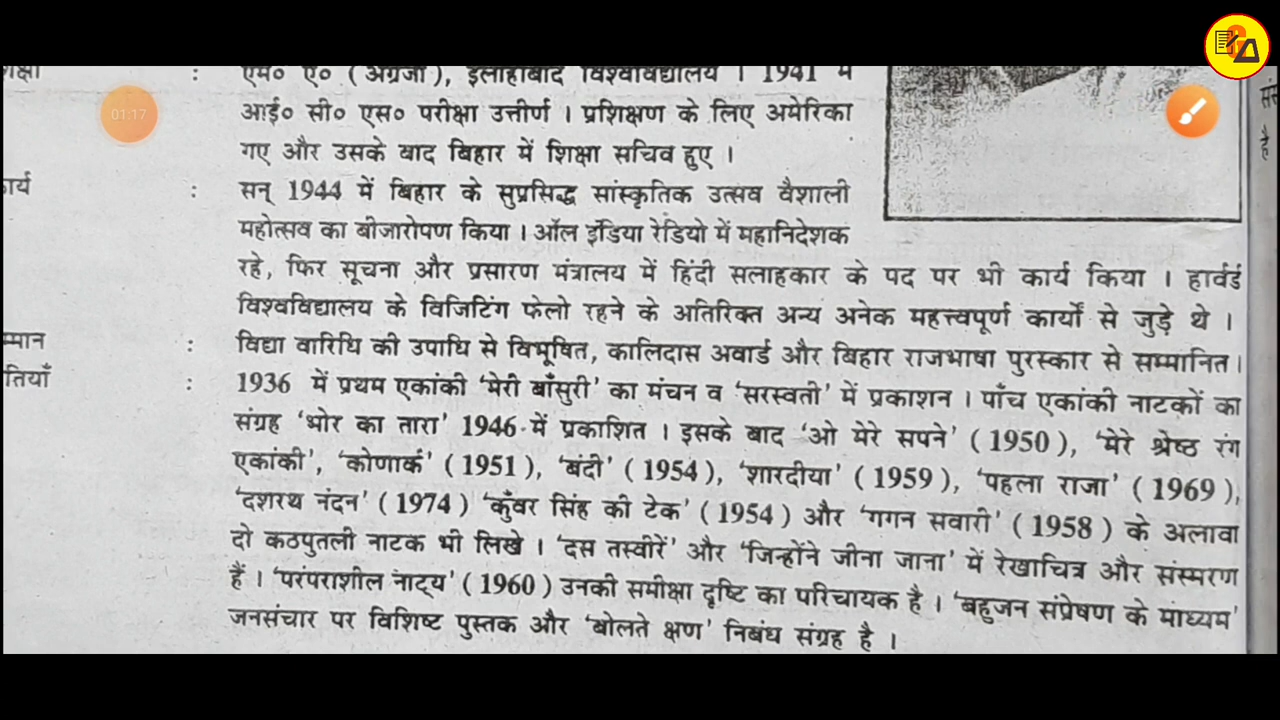 01:17
एम० ए० (अंग्रेजी), इलाहाबाद विश्वविद्यालय । 1941 में
आई० सी० एस० परीक्षा उत्तीर्ण । प्रशिक्षण के लिए अमेरिका
गए और उसके बाद बिहार में शिक्षा सचिव हुए ।
र्य : सन् 1944 में बिहार के सुप्रसिद्ध सांस्कृतिक उत्सव वैशाली
महोत्सव का बीजारोपण किया । ऑल इंडिया रेडियो में महानिदेशक
रहे, फिर सूचना और प्रसारण मंत्रालय में हिंदी सलाहकार के पद पर भी कार्य किया । हार्वर्ड
विश्वविद्यालय के विजिटिंग फेलो रहने के अतिरिक्त अन्य अनेक महत्त्वपूर्ण कार्यों से जुड़े थे ।
म्मान : विद्या वारिधि की उपाधि से विभूषित, कालिदास अवार्ड और बिहार राजभाषा पुरस्कार से सम्मानित ।
तियाँ : 1936 में प्रथम एकांकी ‘मेरी बाँसुरी’ का मंचन व ‘सरस्वती’ में प्रकाशन । पाँच एकांकी नाटकों का
संग्रह ‘भोर का तारा’ 1946 में प्रकाशित । इसके बाद ‘ओ मेरे सपने’ (1950), ‘मेरे श्रेष्ठ रंग
एकांकी’, ‘कोणार्क’ (1951), ‘बंदी’ (1954), ‘शारदीया’ (1959), ‘पहला राजा’ (1969),
‘दशरथ नंदन’ (1974) ‘कुँवर सिंह की टेक’ (1954) और ‘गगन सवारी’ (1958) के अलावा
दो कठपुतली नाटक भी लिखे । ‘दस तस्वीरें’ और ‘जिन्होंने जीना जाना’ में रेखाचित्र और संस्मरण
हैं । ‘परंपराशील नाट्य’ (1960) उनकी समीक्षा दृष्टि का परिचायक है । ‘बहुजन संप्रेषण के माध्यम’
जनसंचार पर विशिष्ट पुस्तक और ‘बोलते क्षण’ निबंध संग्रह है ।
है